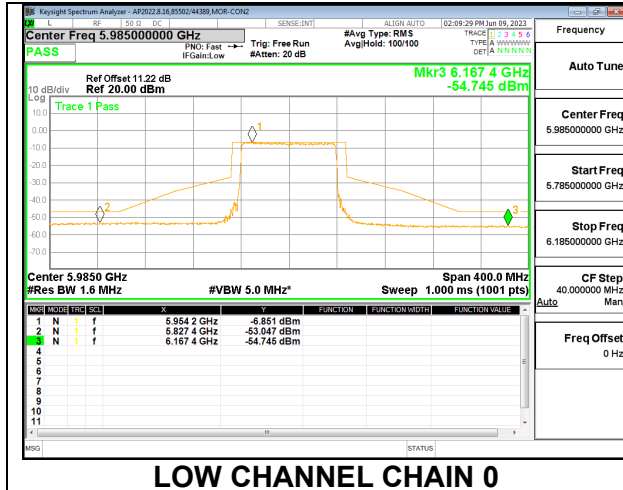 Keysight Spectrum Analyzer - AP2022.8.16,85502/44389,MOR-CON2
L RF 50 Ω DC SENSE:INT ALIGN AUTO 02:09:29 PM Jun 09, 2023
Center Freq 5.985000000 GHz #Avg Type: RMS TRACE 1 2 3 4 5 6
PNO: Fast Trig: Free Run Avg|Hold: 100/100 TYPE A WWWWW
PASS IFGain:Low #Atten: 20 dB DET A N N N N N
Ref Offset 11.22 dB Mkr3 6.167 4 GHz
10 dB/div Ref 20.00 dBm -54.745 dBm
Log
Trace 1 Pass
10.0
0.00
-10.0
-20.0
-30.0
-40.0
-50.0
-60.0
-70.0
1
2
3
Center 5.9850 GHz Span 400.0 MHz
#Res BW 1.6 MHz #VBW 5.0 MHz* Sweep 1.000 ms (1001 pts)
MKR MODE TRC SCL X Y FUNCTION FUNCTION WIDTH FUNCTION VALUE
1 N 1 f 5.954 2 GHz -6.851 dBm
2 N 1 f 5.827 4 GHz -53.047 dBm
3 N 1 f 6.167 4 GHz -54.745 dBm
4
5
6
7
8
9
10
11
MSG STATUS
Frequency
Auto Tune
Center Freq
5.985000000 GHz
Start Freq
5.785000000 GHz
Stop Freq
6.185000000 GHz
CF Step
40.000000 MHz
Auto Man
Freq Offset
0 Hz
LOW CHANNEL CHAIN 0